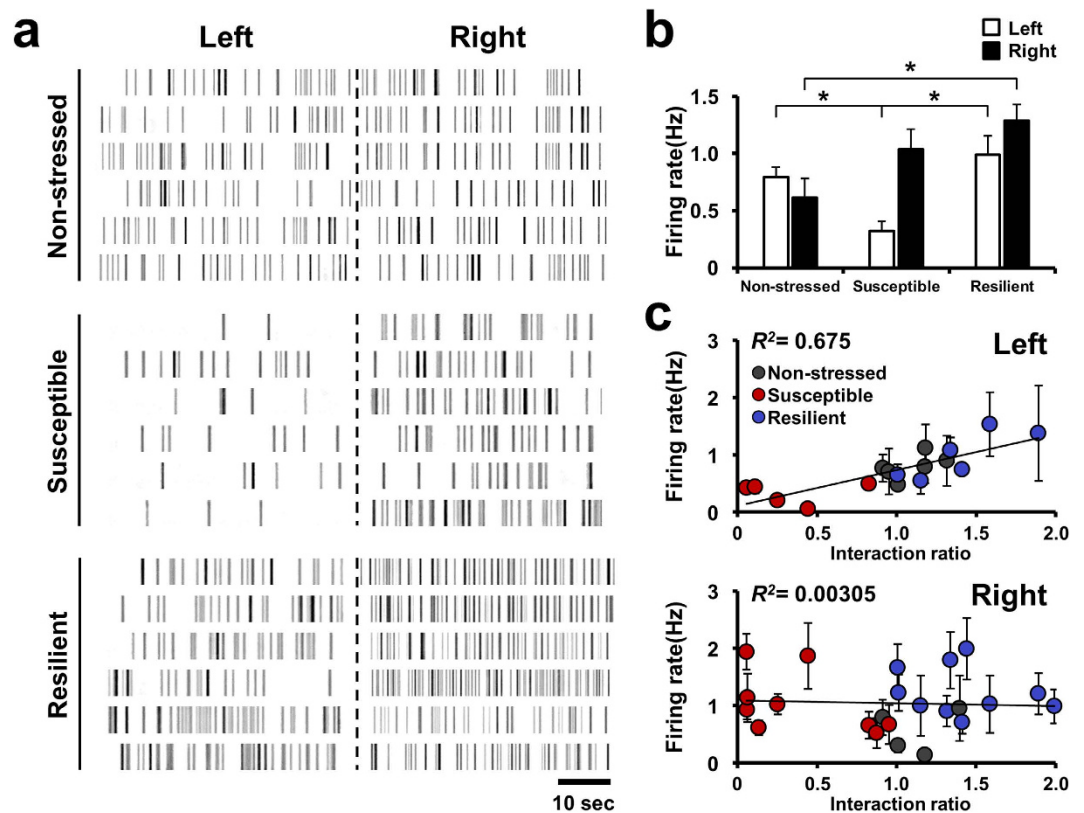 a
Left
Right
Non-stressed
Susceptible
Resilient
10 sec
b
Left
Right
*
* *
Firing rate(Hz)
1.5
1.0
0.5
0
Non-stressed Susceptible Resilient
c
Left
R²= 0.675
Non-stressed
Susceptible
Resilient
Firing rate(Hz)
3
2
1
0
0 0.5 1.0 1.5 2.0
Interaction ratio
Right
R²= 0.00305
Firing rate(Hz)
3
2
1
0
0 0.5 1.0 1.5 2.0
Interaction ratio